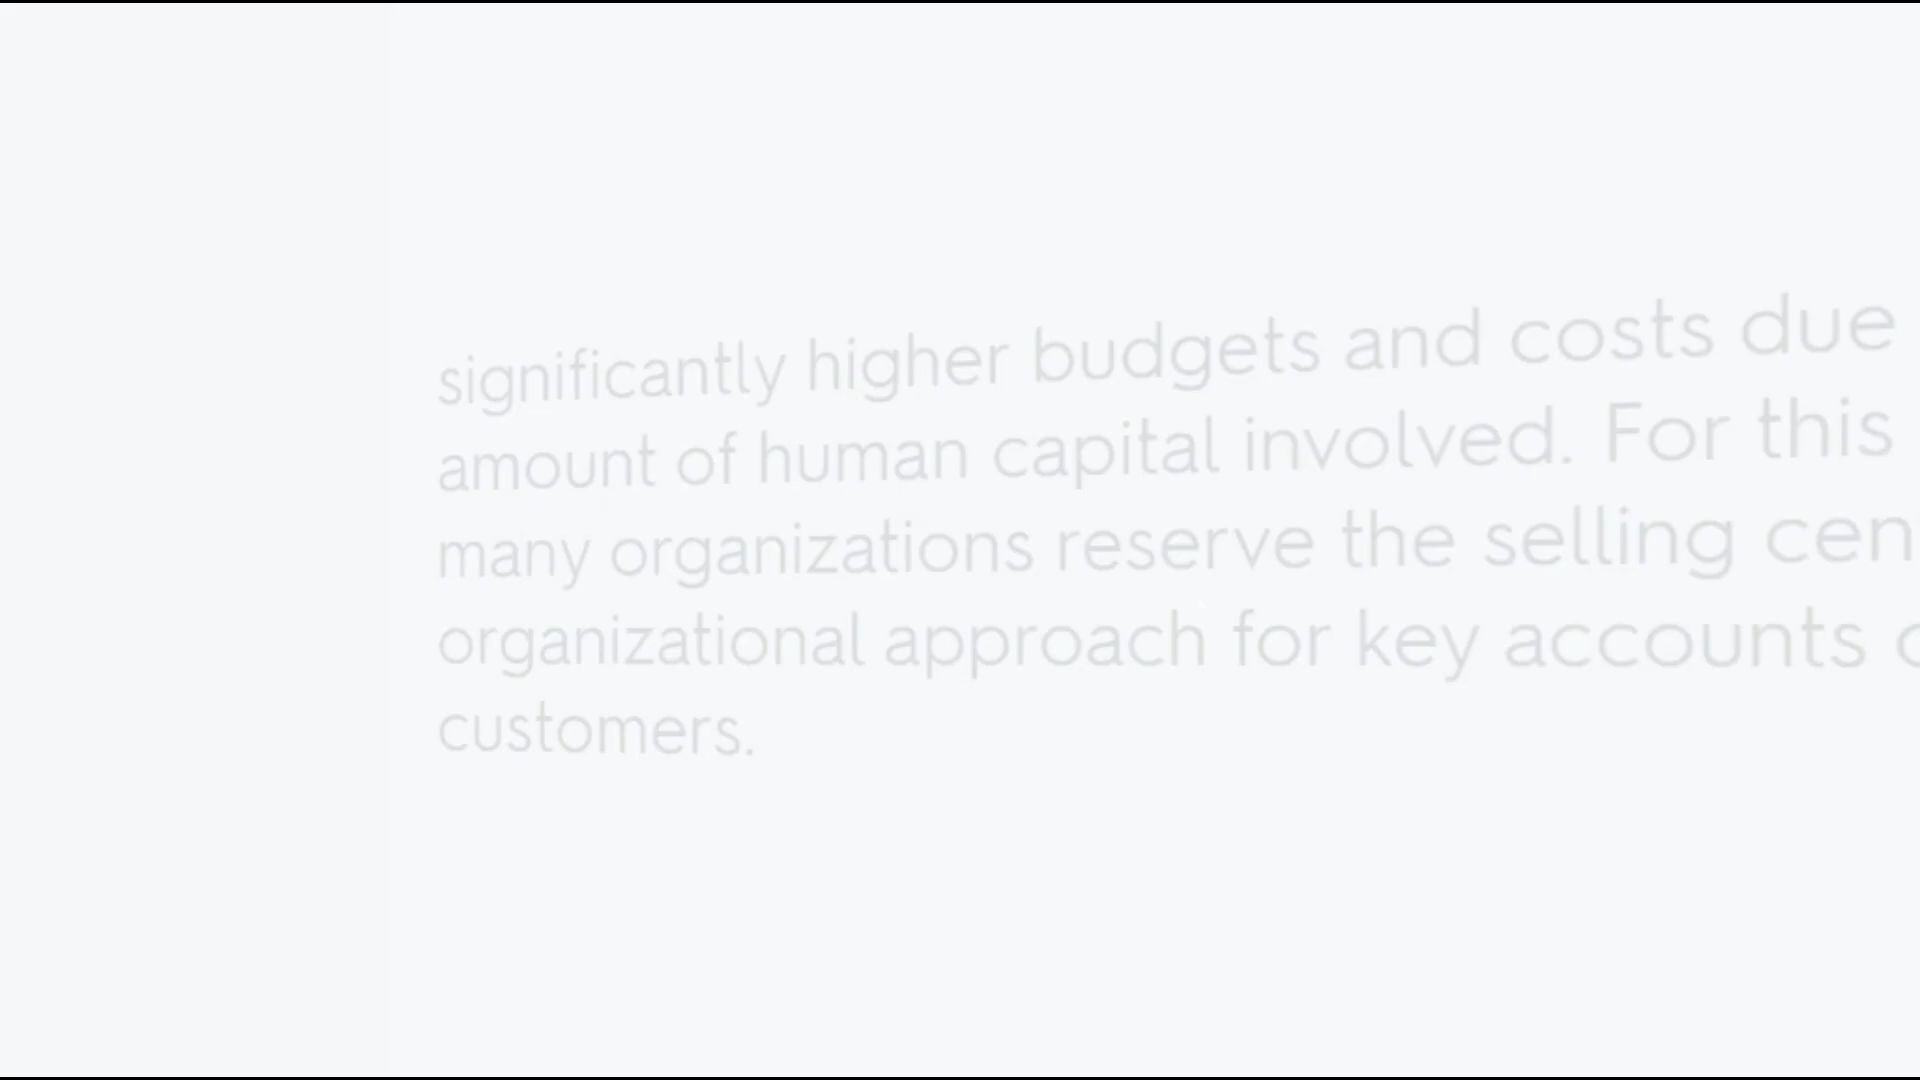 significantly higher budgets and costs due
amount of human capital involved. For this
many organizations reserve the selling cen
organizational approach for key accounts
customers.